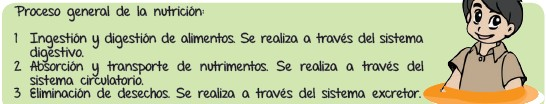 Proceso general de la nutrición:
1 Ingestión y digestión de alimentos. Se realiza a través del sistema
digestivo.
2 Absorción y transporte de nutrimentos. Se realiza a través del
sistema circulatorio.
3 Eliminación de desechos. Se realiza a través del sistema excretor.